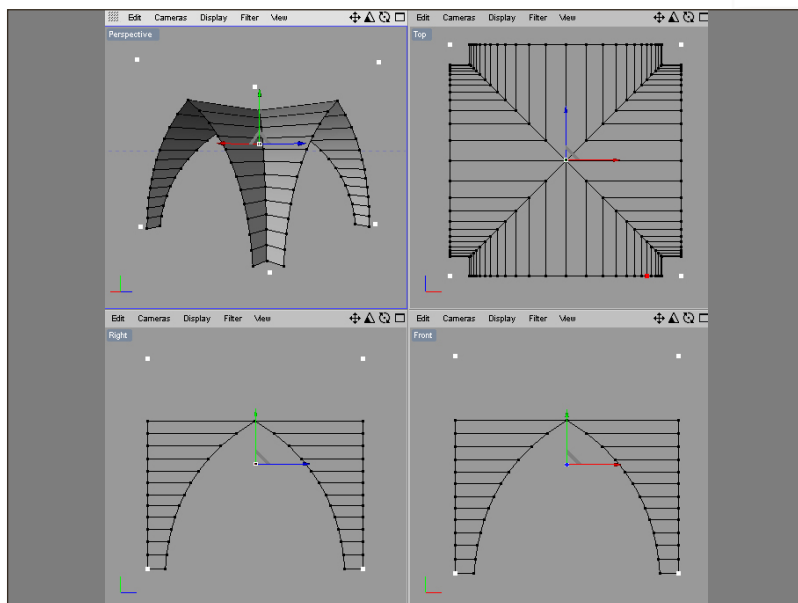 Edit Cameras Display Filter View
Perspective
Edit Cameras Display Filter View
Top
Edit Cameras Display Filter View
Right
Edit Cameras Display Filter View
Front